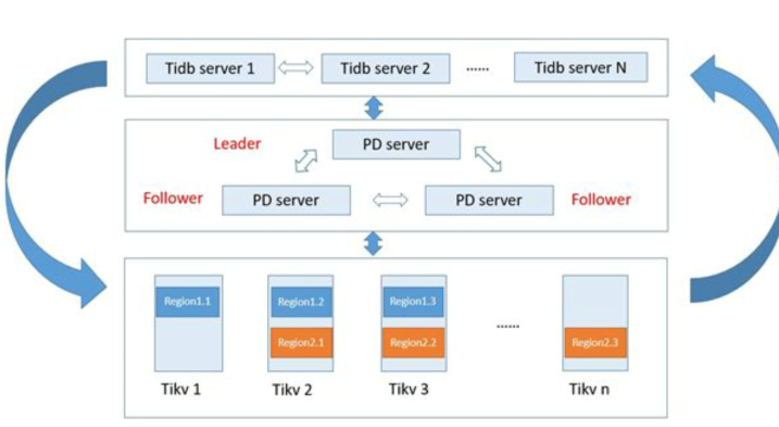 Tidb server 1 Tidb server 2 ...... Tidb server N
Leader PD server
Follower PD server PD server Follower
Region1.1 Region1.2 Region1.3
Region2.1 Region2.2 ...... Region2.3
Tikv 1 Tikv 2 Tikv 3 Tikv n